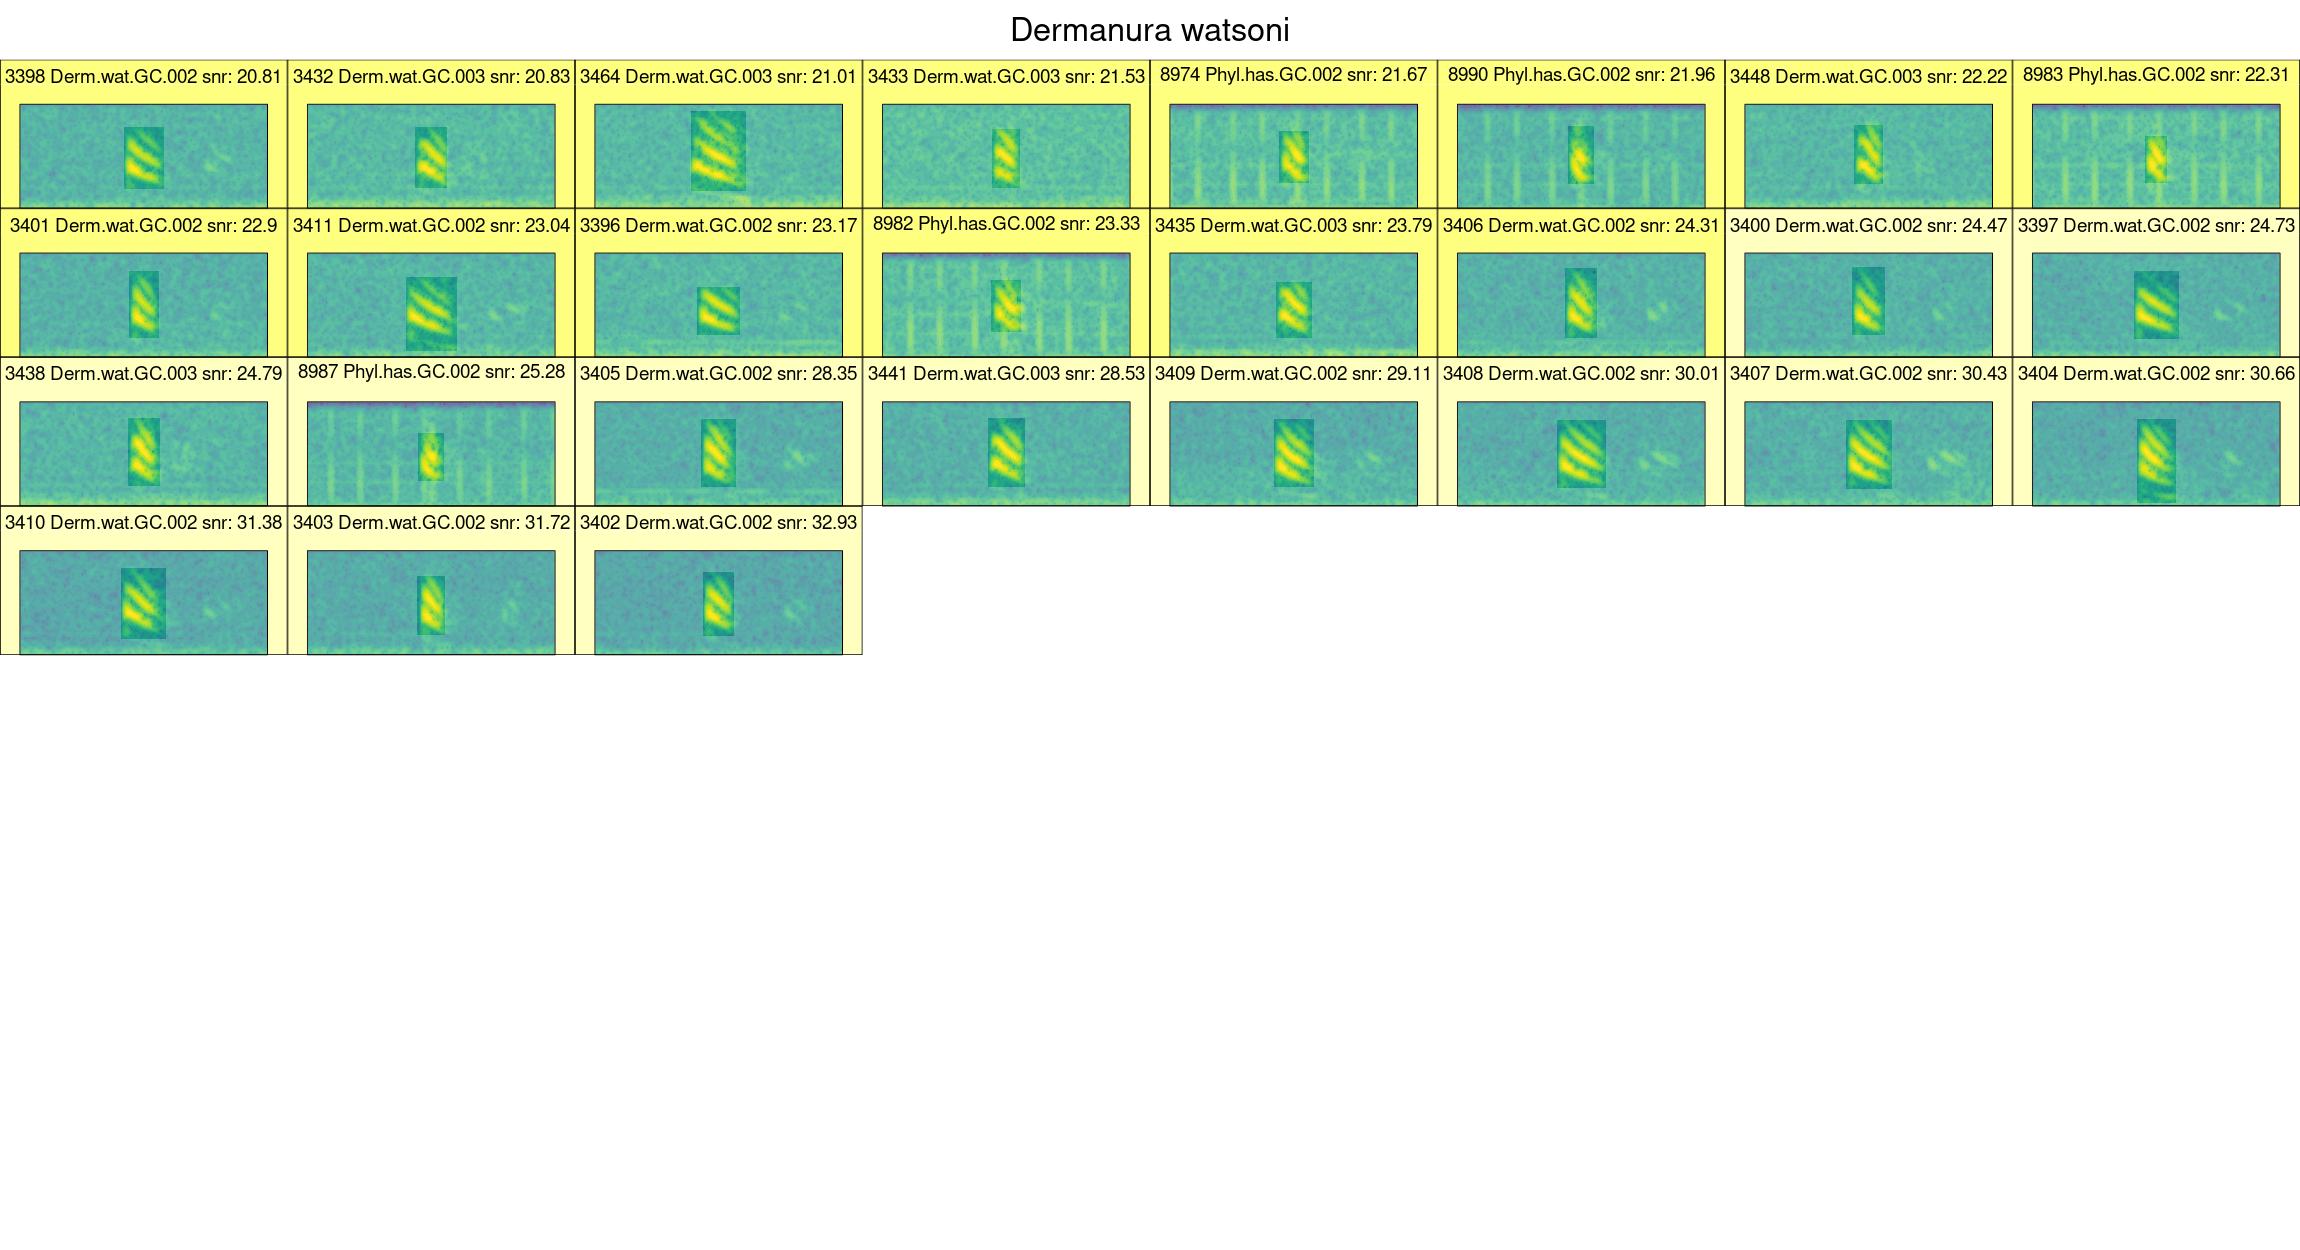 Dermanura watsoni
3398 Derm.wat.GC.002 snr: 20.81
3432 Derm.wat.GC.003 snr: 20.83
3464 Derm.wat.GC.003 snr: 21.01
3433 Derm.wat.GC.003 snr: 21.53
8974 Phyl.has.GC.002 snr: 21.67
8990 Phyl.has.GC.002 snr: 21.96
3448 Derm.wat.GC.003 snr: 22.22
8983 Phyl.has.GC.002 snr: 22.31
3401 Derm.wat.GC.002 snr: 22.9
3411 Derm.wat.GC.002 snr: 23.04
3396 Derm.wat.GC.002 snr: 23.17
8982 Phyl.has.GC.002 snr: 23.33
3435 Derm.wat.GC.003 snr: 23.79
3406 Derm.wat.GC.002 snr: 24.31
3400 Derm.wat.GC.002 snr: 24.47
3397 Derm.wat.GC.002 snr: 24.73
3438 Derm.wat.GC.003 snr: 24.79
8987 Phyl.has.GC.002 snr: 25.28
3405 Derm.wat.GC.002 snr: 28.35
3441 Derm.wat.GC.003 snr: 28.53
3409 Derm.wat.GC.002 snr: 29.11
3408 Derm.wat.GC.002 snr: 30.01
3407 Derm.wat.GC.002 snr: 30.43
3404 Derm.wat.GC.002 snr: 30.66
3410 Derm.wat.GC.002 snr: 31.38
3403 Derm.wat.GC.002 snr: 31.72
3402 Derm.wat.GC.002 snr: 32.93